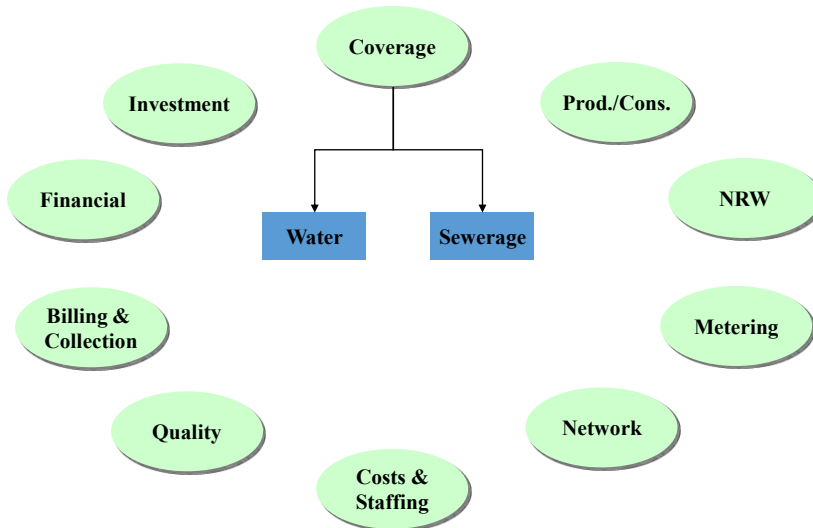 Coverage
Investment
Prod./Cons.
Financial
NRW
Water
Sewerage
Billing &
Collection
Metering
Quality
Network
Costs &
Staffing